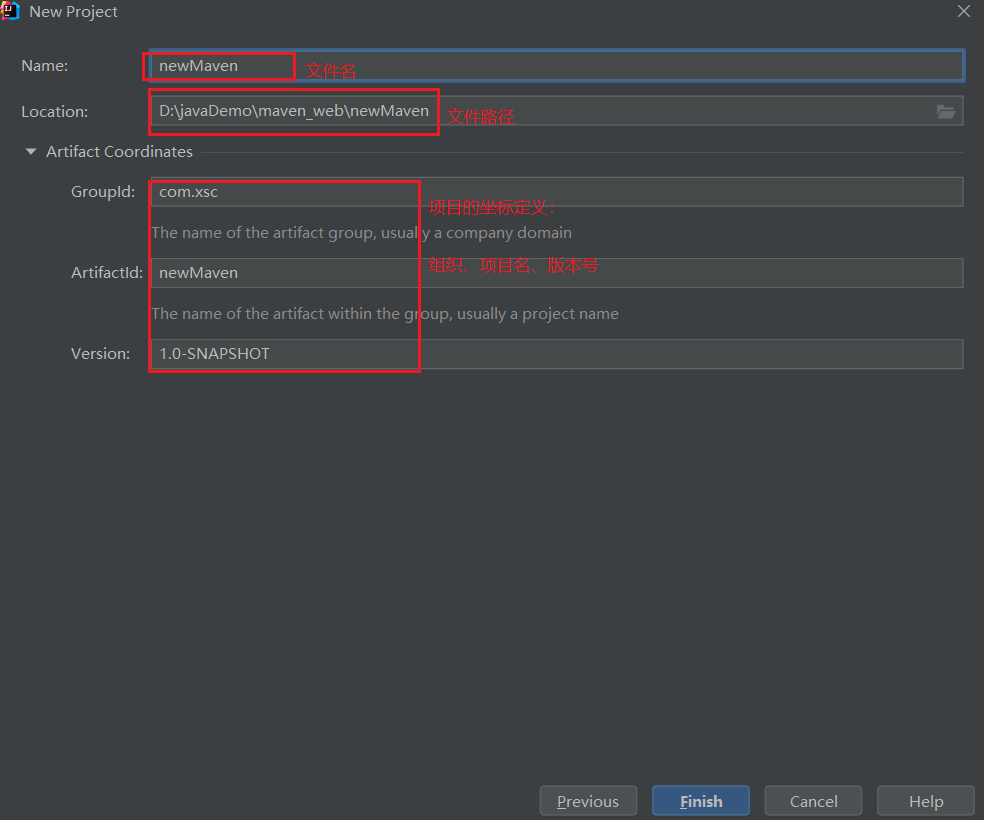 New Project
Name: newMaven 文件名
Location: D:\javaDemo\maven_web\newMaven 文件路径
Artifact Coordinates
GroupId: com.xsc
项目的坐标定义：
The name of the artifact group, usually a company domain
组织、项目名、版本号
ArtifactId: newMaven
The name of the artifact within the group, usually a project name
Version: 1.0-SNAPSHOT
Previous Finish Cancel Help